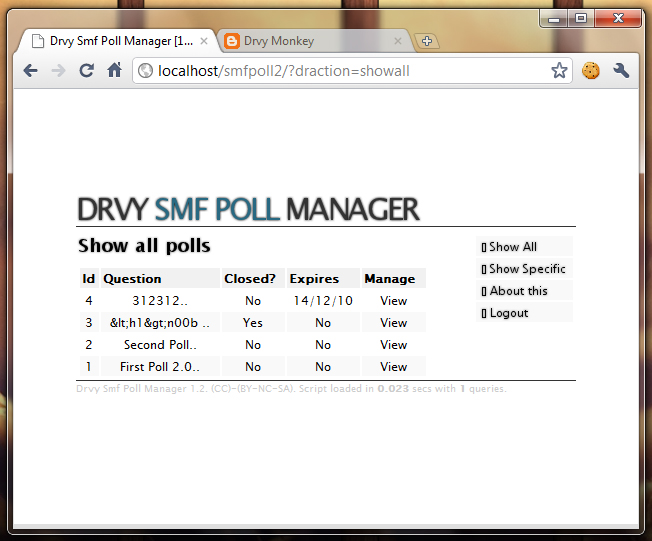 Drvy Smf Poll Manager [1...
Drvy Monkey
localhost/smfpoll2/?draction=showall
DRVY SMF POLL MANAGER
Show all polls
Show All
Show Specific
About this
Logout
Id Question Closed? Expires Manage
4 312312.. No 14/12/10 View
3 &lt;h1&gt;n00b .. Yes No View
2 Second Poll.. No No View
1 First Poll 2.0.. No No View
Drvy Smf Poll Manager 1.2. (CC)-(BY-NC-SA). Script loaded in 0.023 secs with 1 queries.